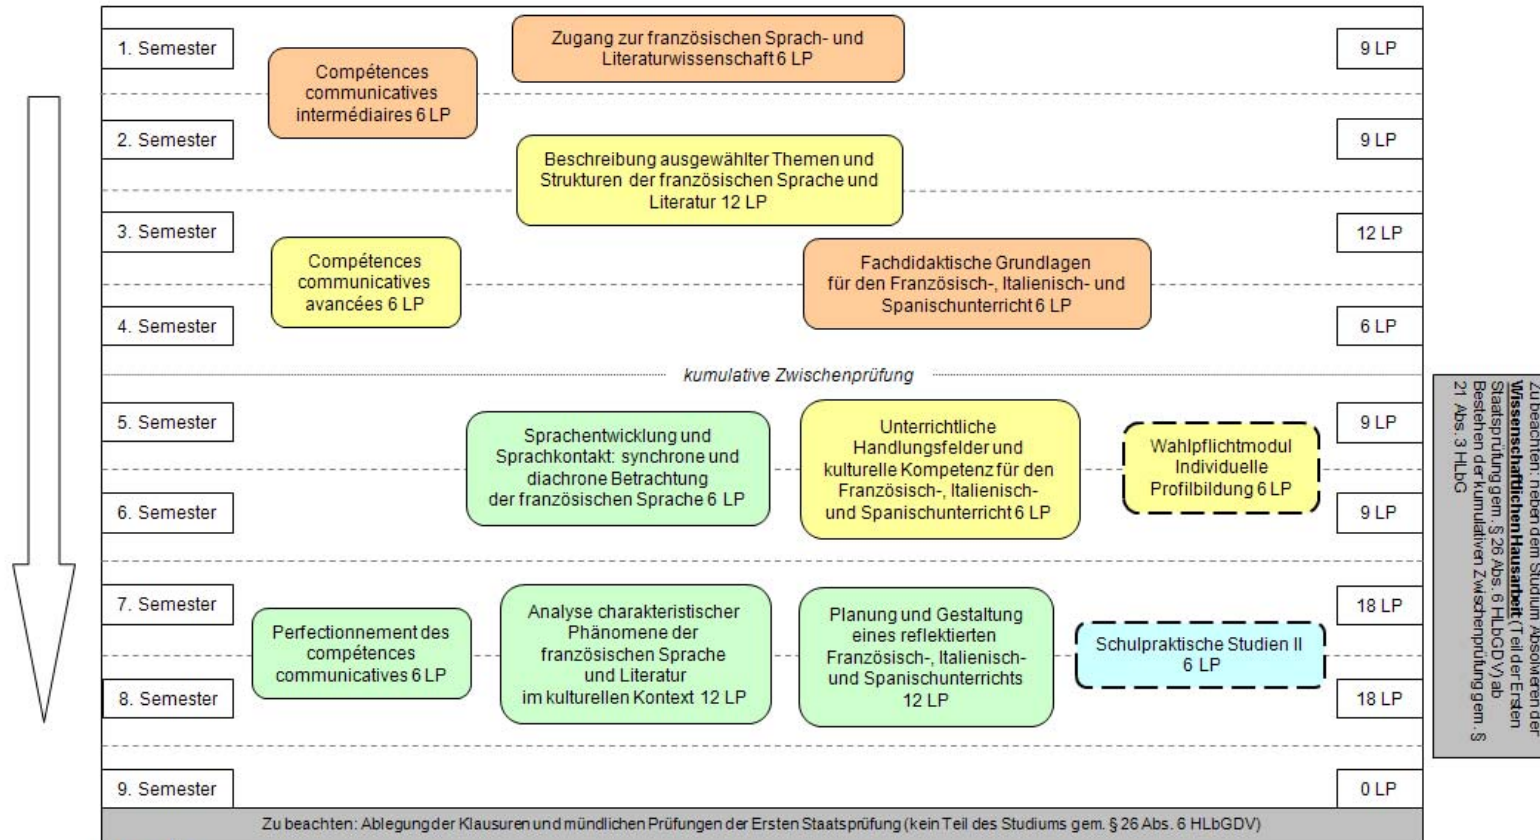 1. Semester
Zugang zur französischen Sprach- und
Literaturwissenschaft 6 LP
9 LP
Compétences
communicatives
intermédiaires 6 LP
2. Semester
9 LP
Beschreibung ausgewählter Themen und
Strukturen der französischen Sprache und
Literatur 12 LP
3. Semester
12 LP
Compétences
communicatives
avancées 6 LP
Fachdidaktische Grundlagen
für den Französisch-, Italienisch- und
Spanischunterricht 6 LP
4. Semester
6 LP
kumulative Zwischenprüfung
5. Semester
9 LP
Sprachentwicklung und
Sprachkontakt: synchrone und
diachrone Betrachtung
der französischen Sprache 6 LP
Unterrichtliche
Handlungsfelder und
kulturelle Kompetenz für den
Französisch-, Italienisch-
und Spanischunterricht 6 LP
Wahlpflichtmodul
Individuelle
Profilbildung 6 LP
6. Semester
9 LP
7. Semester
18 LP
Perfectionnement des
compétences
communicatives 6 LP
Analyse charakteristischer
Phänomene der
französischen Sprache
und Literatur
im kulturellen Kontext 12 LP
Planung und Gestaltung
eines reflektierten
Französisch-, Italienisch-
und Spanischunterrichts
12 LP
Schulpraktische Studien II
6 LP
8. Semester
18 LP
9. Semester
0 LP
Zu beachten: Ablegung der Klausuren und mündlichen Prüfungen der Ersten Staatsprüfung (kein Teil des Studiums gem. § 26 Abs. 6 HLbGDV)
Zu beachten: neben dem Studium Absolvieren der
Wissenschaftlichen Hausarbeit (Teil der Ersten
Staatsprüfung gem. § 26 Abs. 6 HLbGDV) ab
Bestehen der kumulativen Zwischenprüfung gem. §
21 Abs. 3 HLbG